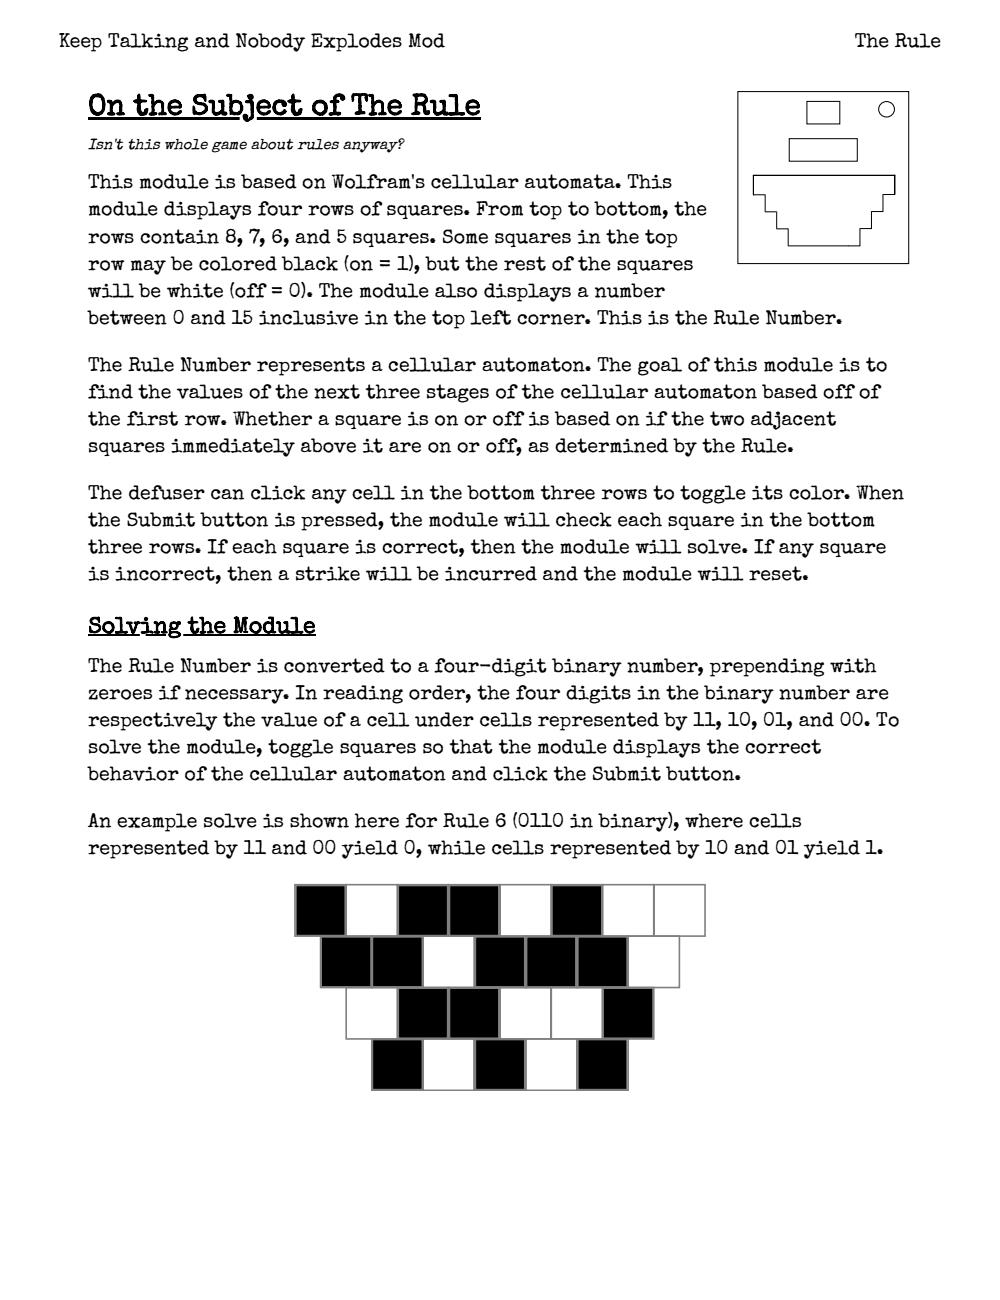 Keep Talking and Nobody Explodes Mod
The Rule
On the Subject of The Rule
Isn't this whole game about rules anyway?
This module is based on Wolfram's cellular automata. This
module displays four rows of squares. From top to bottom, the
rows contain 8, 7, 6, and 5 squares. Some squares in the top
row may be colored black (on = 1), but the rest of the squares
will be white (off = 0). The module also displays a number
between 0 and 15 inclusive in the top left corner. This is the Rule Number.
The Rule Number represents a cellular automaton. The goal of this module is to
find the values of the next three stages of the cellular automaton based off of
the first row. Whether a square is on or off is based on if the two adjacent
squares immediately above it are on or off, as determined by the Rule.
The defuser can click any cell in the bottom three rows to toggle its color. When
the Submit button is pressed, the module will check each square in the bottom
three rows. If each square is correct, then the module will solve. If any square
is incorrect, then a strike will be incurred and the module will reset.
Solving the Module
The Rule Number is converted to a four-digit binary number, prepending with
zeroes if necessary. In reading order, the four digits in the binary number are
respectively the value of a cell under cells represented by 11, 10, 01, and 00. To
solve the module, toggle squares so that the module displays the correct
behavior of the cellular automaton and click the Submit button.
An example solve is shown here for Rule 6 (0110 in binary), where cells
represented by 11 and 00 yield 0, while cells represented by 10 and 01 yield 1.